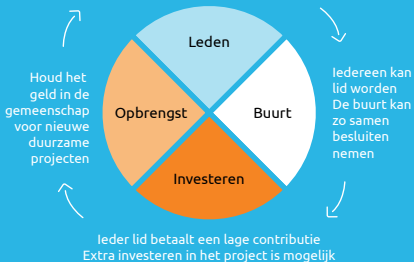 Leden
Iedereen kan
lid worden
De buurt kan
zo samen
besluiten
nemen
Buurt
Investeren
Ieder lid betaalt een lage contributie
Extra investeren in het project is mogelijk
Opbrengst
Houd het
geld in de
gemeenschap
voor nieuwe
duurzame
projecten